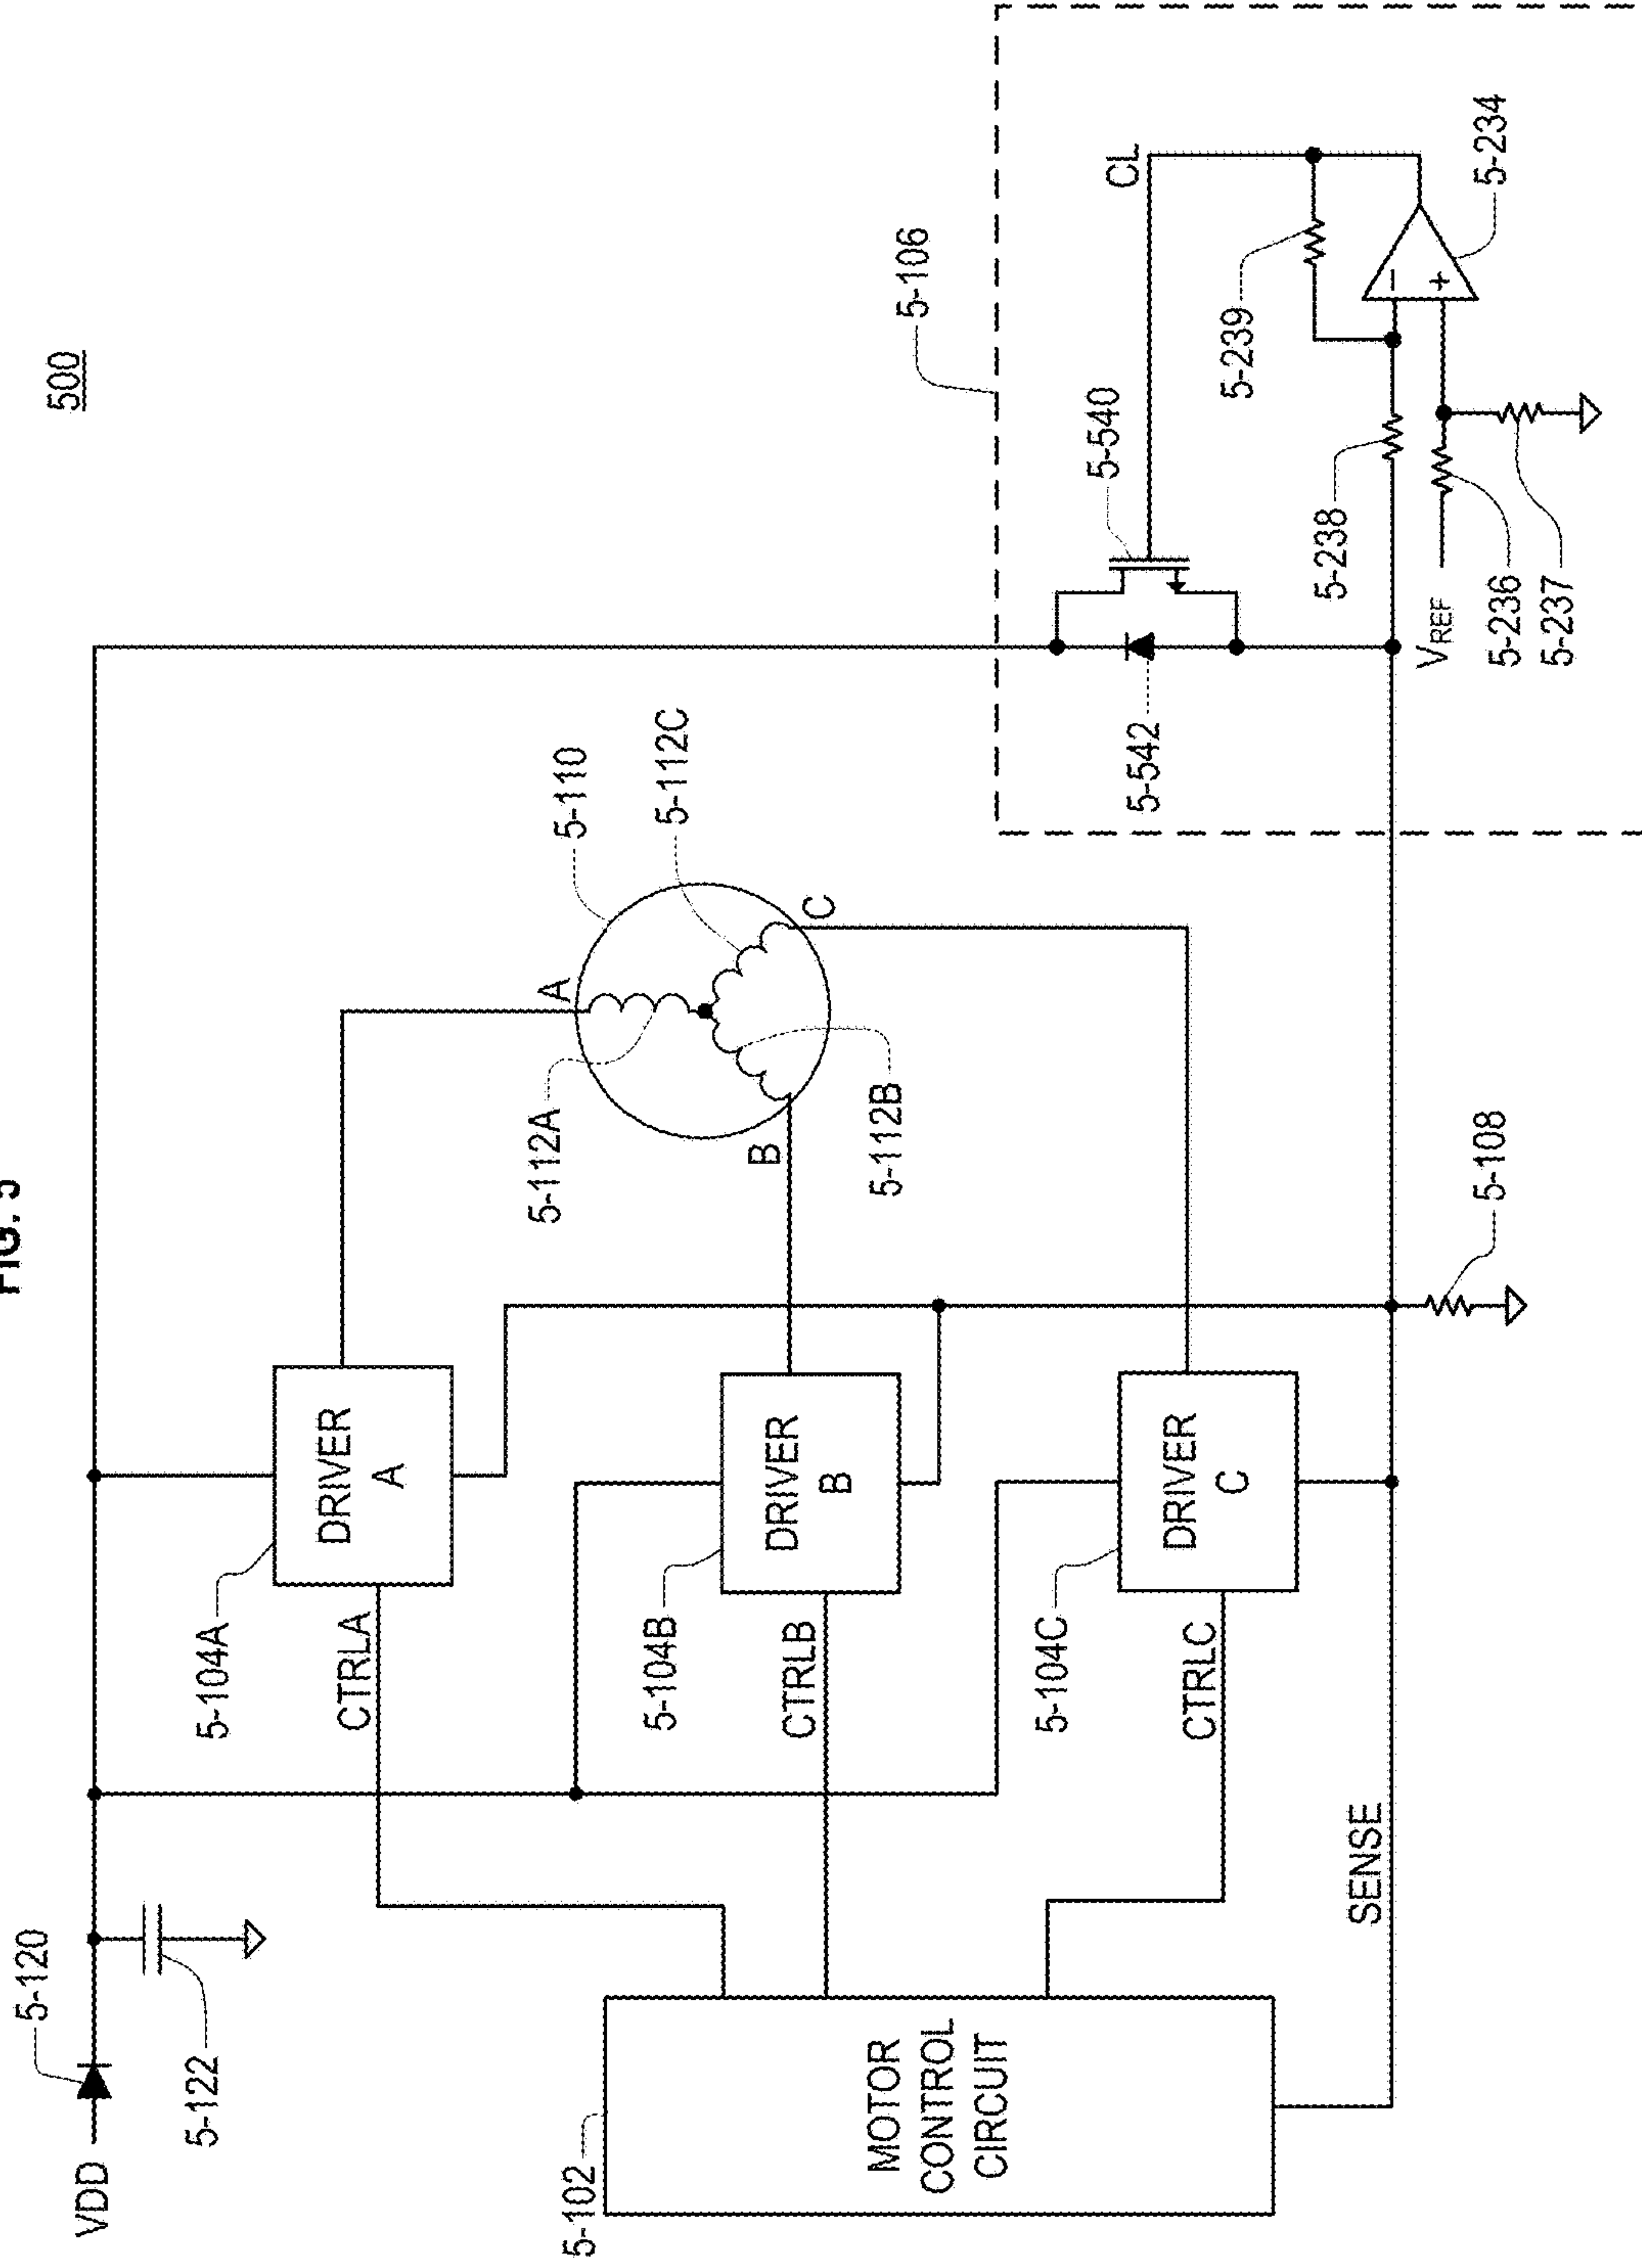 FIG. 5
500
VDD
5-120
5-122
5-104A
DRIVER
A
CTRLA
5-110
A
5-112A
5-112C
B
C
5-112B
5-102
MOTOR
CONTROL
CIRCUIT
5-104B
DRIVER
B
CTRLB
5-104C
DRIVER
C
CTRLC
SENSE
5-108
5-106
5-540
CL
5-542
5-239
5-238
VREF
5-236
5-237
-
+
5-234